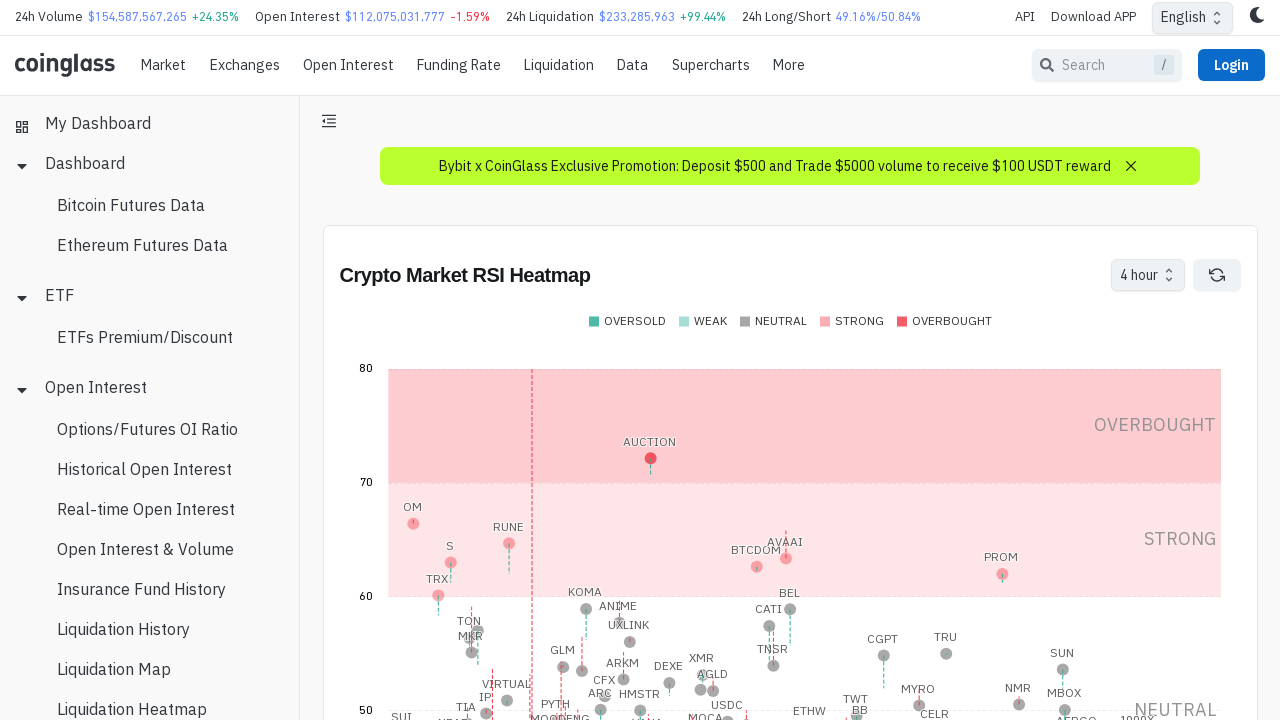 24h Volume $154,587,567,265 +24.35% Open Interest $112,075,031,777 -1.59% 24h Liquidation $233,285,963 +99.44% 24h Long/Short 49.16%/50.84% API Download APP English
coinglass Market Exchanges Open Interest Funding Rate Liquidation Data Supercharts More Search / Login
My Dashboard
Dashboard
Bitcoin Futures Data
Ethereum Futures Data
ETF
ETFs Premium/Discount
Open Interest
Options/Futures OI Ratio
Historical Open Interest
Real-time Open Interest
Open Interest & Volume
Insurance Fund History
Liquidation History
Liquidation Map
Liquidation Heatmap
Bybit x CoinGlass Exclusive Promotion: Deposit $500 and Trade $5000 volume to receive $100 USDT reward
Crypto Market RSI Heatmap 4 hour
OVERSOLD WEAK NEUTRAL STRONG OVERBOUGHT
80
OVERBOUGHT
AUCTION
70
OM
RUNE
STRONG
S
AVAAI
BTCDOM
PROM
TRX
60
KOMA
BEL
ANIME
CATI
TON
UXLINK
MKR
CGPT
TRU
GLM
TNSR
SUN
XMR
ARKM
DEXE
AGLD
CFX
VIRTUAL
MYRO
NMR
ARC
HMSTR
MBOX
IP
TWT
PYTH
USDC
TIA
50
ETHW
BB
NEUTRAL
CELR
SUI
MOCA